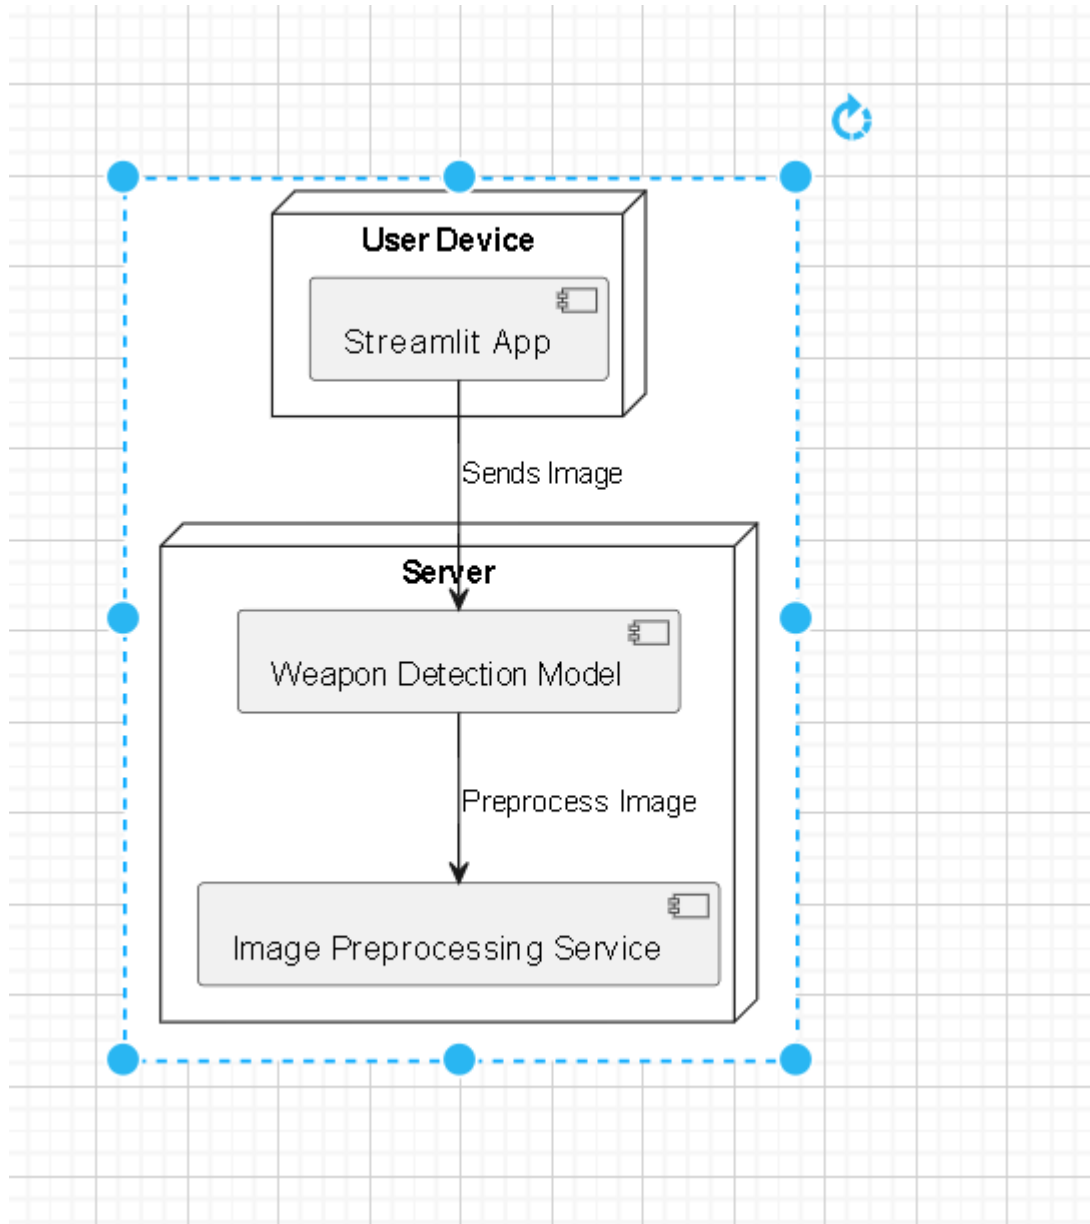 User Device
Streamlit App
Sends Image
Server
Weapon Detection Model
Preprocess Image
Image Preprocessing Service